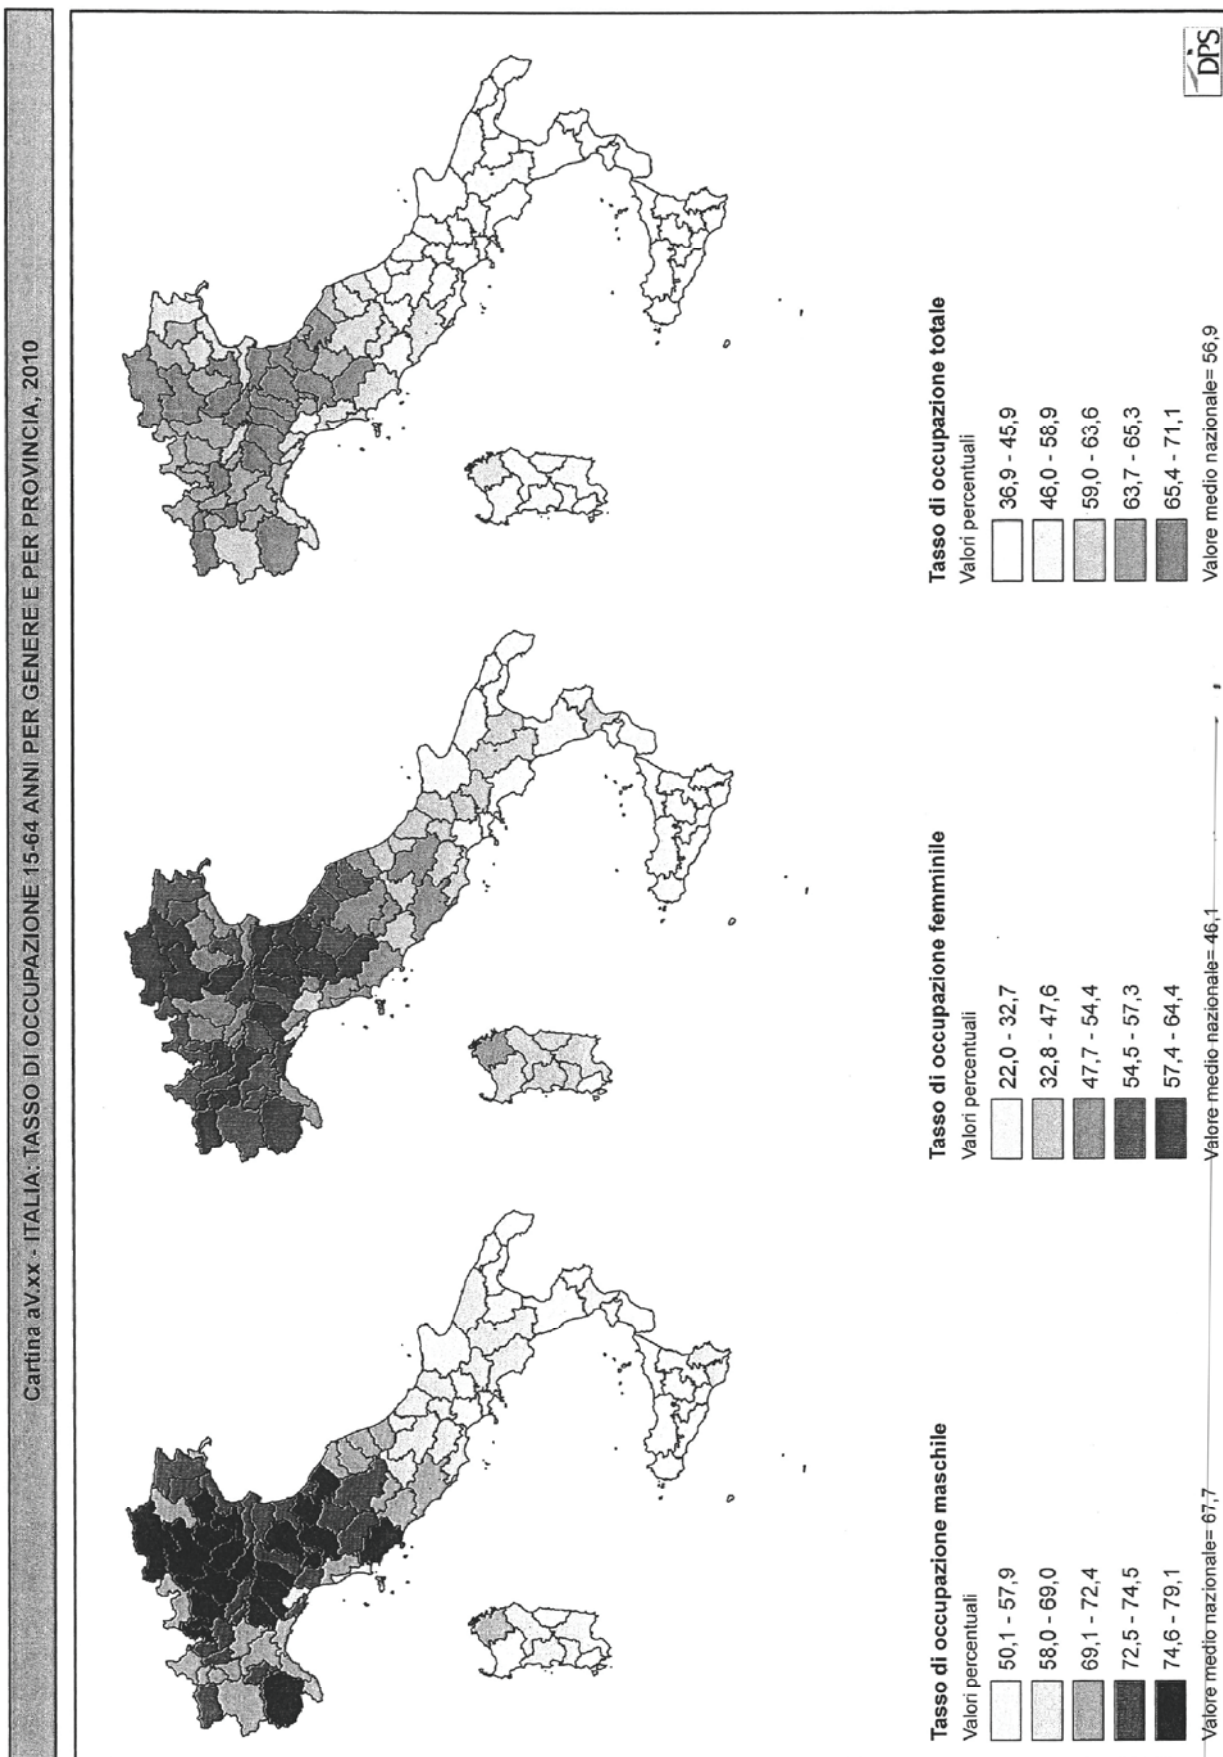 Cartina aV.xx - ITALIA: TASSO DI OCCUPAZIONE 15-64 ANNI PER GENERE E PER PROVINCIA, 2010
Tasso di occupazione maschile
Valori percentuali
50,1 - 57,9
58,0 - 69,0
69,1 - 72,4
72,5 - 74,5
74,6 - 79,1
Valore medio nazionale= 67,7
Tasso di occupazione femminile
Valori percentuali
22,0 - 32,7
32,8 - 47,6
47,7 - 54,4
54,5 - 57,3
57,4 - 64,4
Valore medio nazionale= 46,1
Tasso di occupazione totale
Valori percentuali
36,9 - 45,9
46,0 - 58,9
59,0 - 63,6
63,7 - 65,3
65,4 - 71,1
Valore medio nazionale= 56,9
DPS